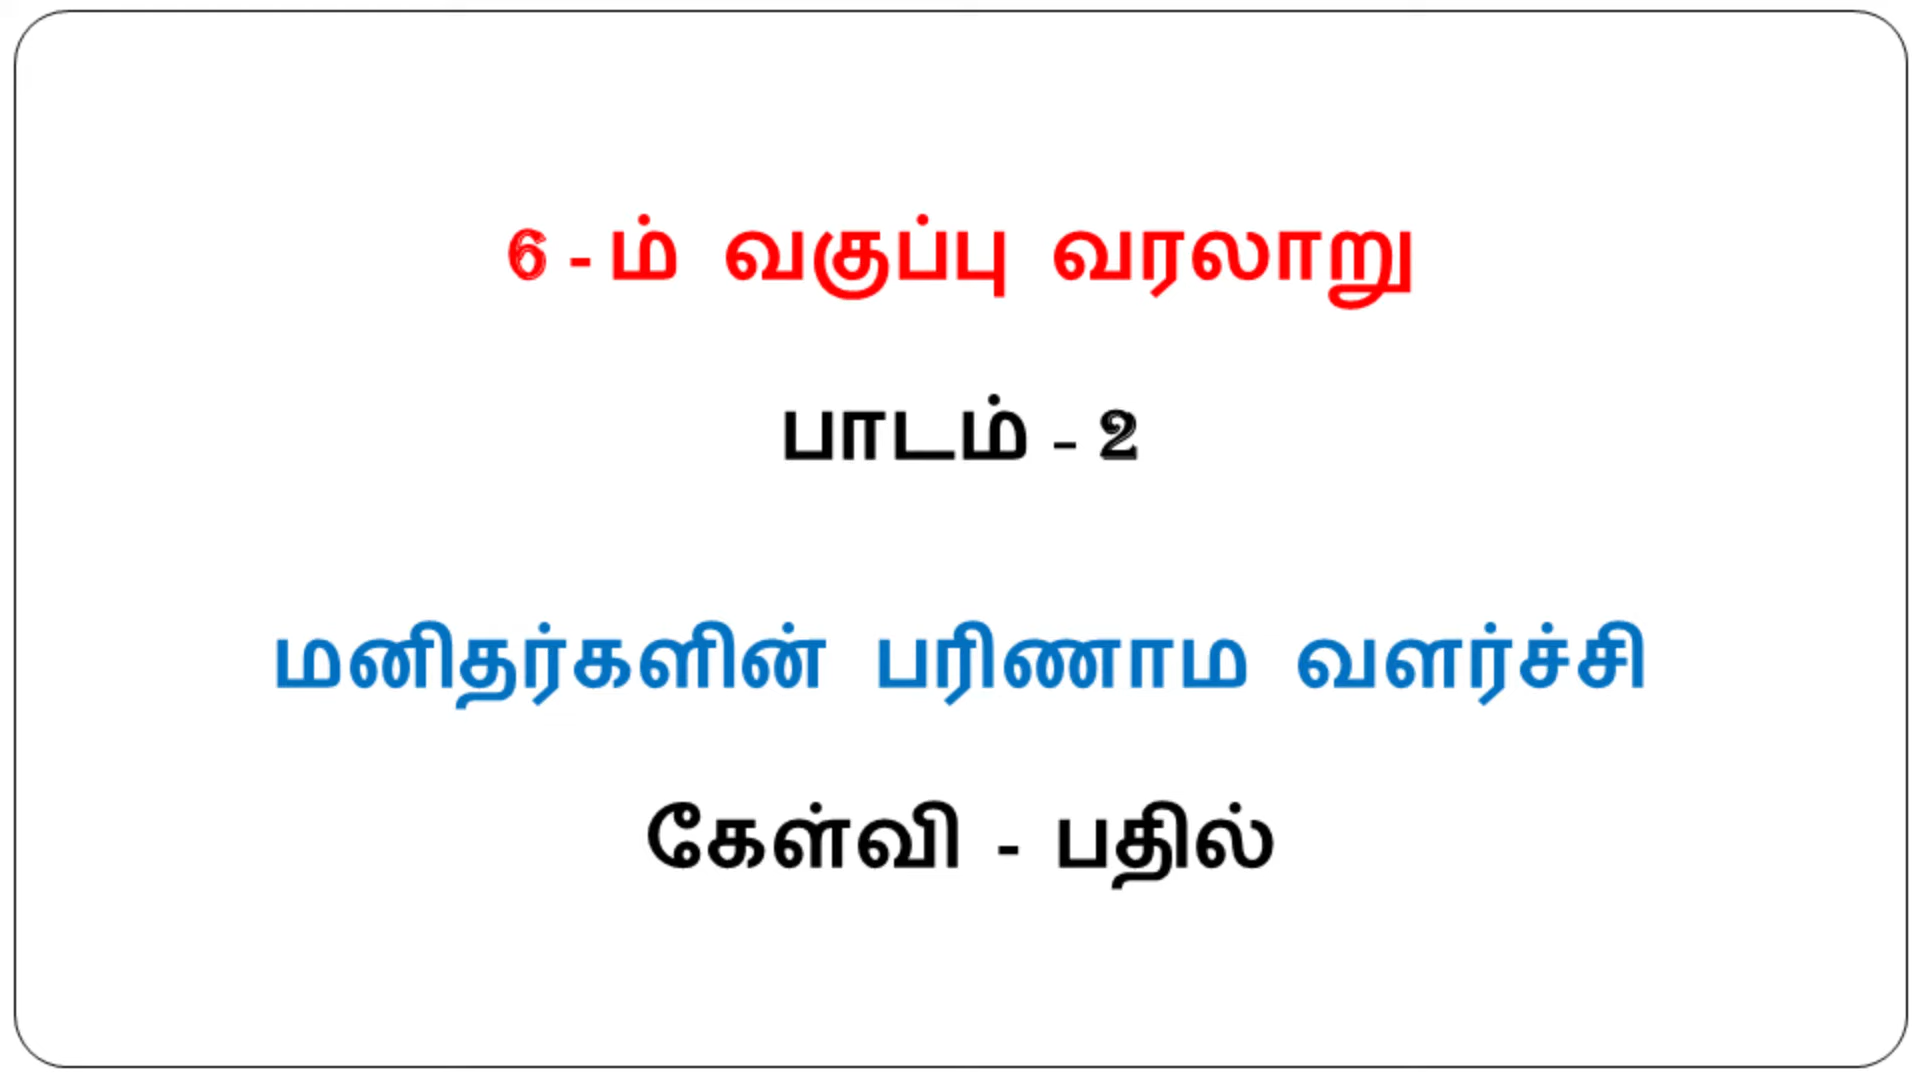 6 - ம் வகுப்பு வரலாறு
பாடம் - 2
மனிதர்களின் பரிணாம வளர்ச்சி
கேள்வி - பதில்